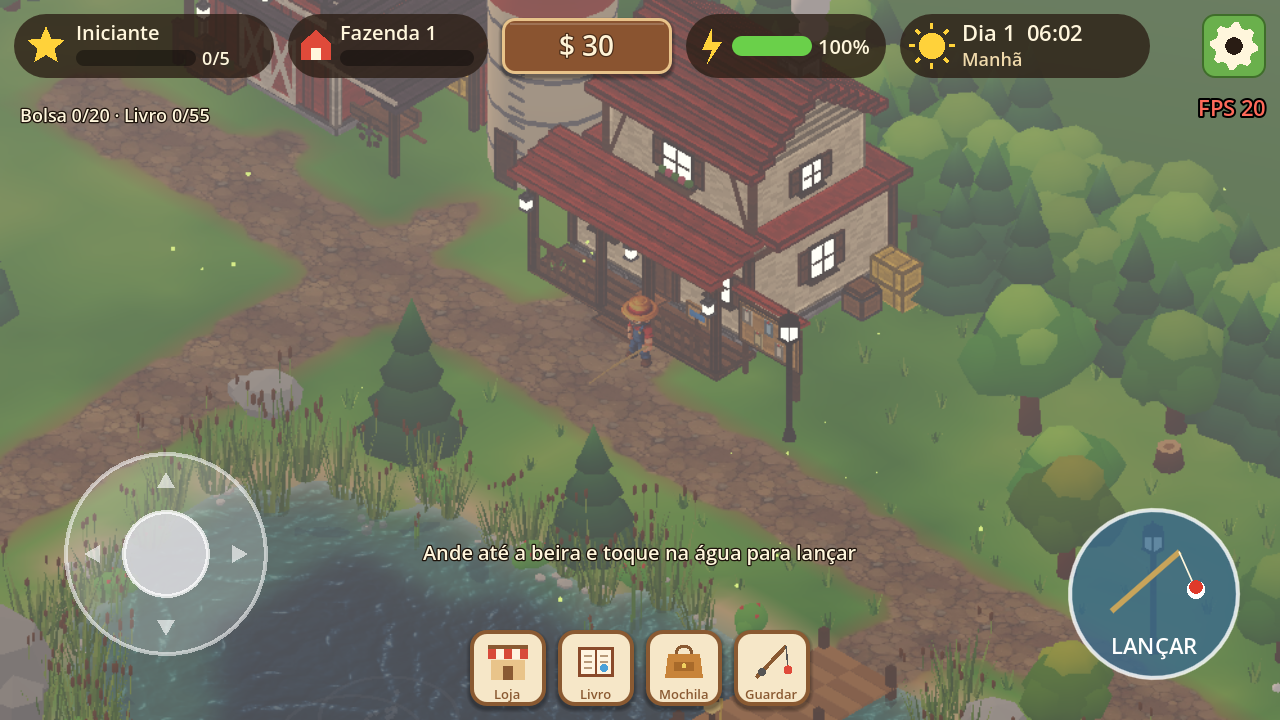 Iniciante
0/5
Fazenda 1
$ 30
100%
Dia 1 06:02
Manhã
Bolsa 0/20 · Livro 0/55
FPS 20
Ande até a beira e toque na água para lançar
LANÇAR
Loja
Livro
Mochila
Guardar